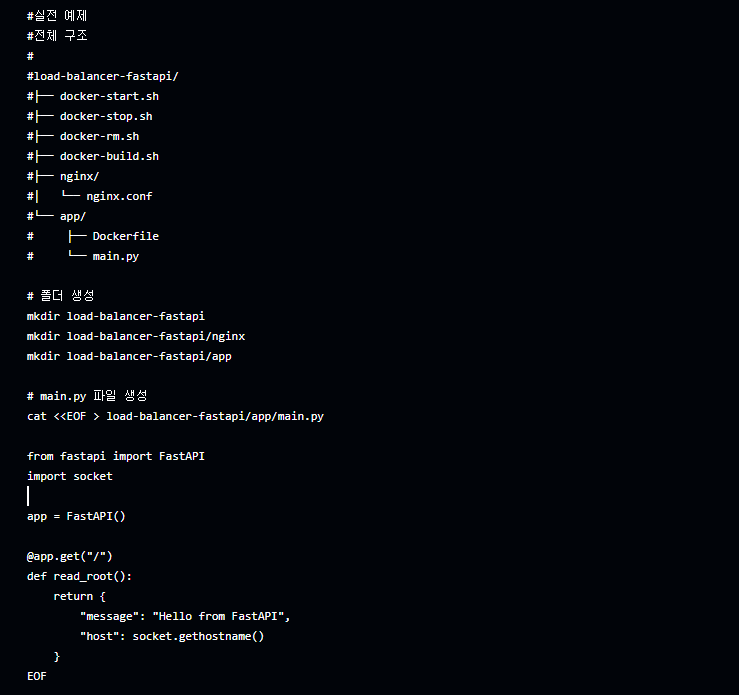 #실전 예제
#전체 구조
#
#load-balancer-fastapi/
#├── docker-start.sh
#├── docker-stop.sh
#├── docker-rm.sh
#├── docker-build.sh
#├── nginx/
#│   └── nginx.conf
#└── app/
#     ├── Dockerfile
#     └── main.py
# 폴더 생성
mkdir load-balancer-fastapi
mkdir load-balancer-fastapi/nginx
mkdir load-balancer-fastapi/app
# main.py 파일 생성
cat <<EOF > load-balancer-fastapi/app/main.py
from fastapi import FastAPI
import socket
app = FastAPI()
@app.get("/")
def read_root():
    return {
        "message": "Hello from FastAPI",
        "host": socket.gethostname()
    }
EOF